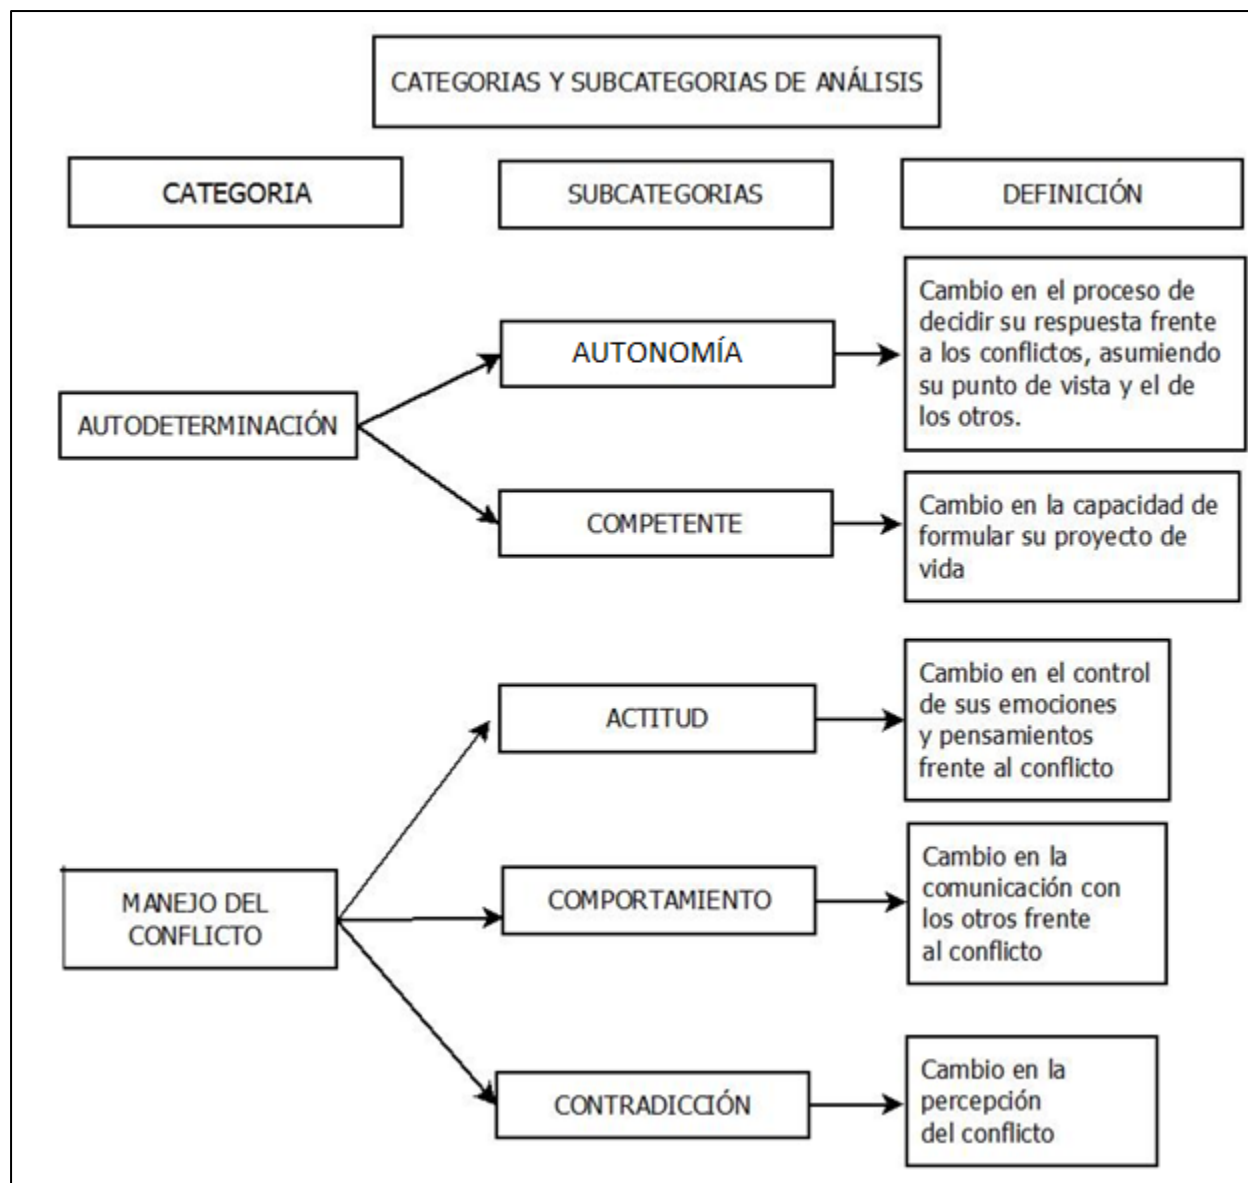 CATEGORIAS Y SUBCATEGORIAS DE ANÁLISIS
CATEGORIA
SUBCATEGORIAS
DEFINICIÓN
AUTODETERMINACIÓN
AUTONOMÍA
Cambio en el proceso de
decidir su respuesta frente
a los conflictos, asumiendo
su punto de vista y el de
los otros.
COMPETENTE
Cambio en la capacidad de
formular su proyecto de
vida
MANEJO DEL
CONFLICTO
ACTITUD
Cambio en el control
de sus emociones
y pensamientos
frente al conflicto
COMPORTAMIENTO
Cambio en la
comunicación con
los otros frente
al conflicto
CONTRADICCIÓN
Cambio en la
percepción
del conflicto